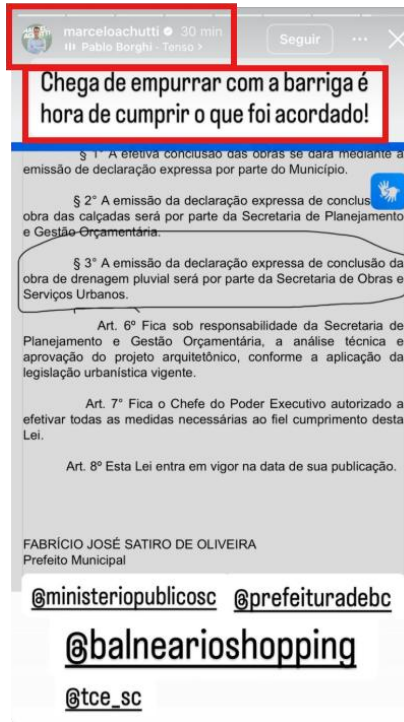 marceloachutti 30 min
Pablo Borghi · Tenso >
Seguir
Chega de empurrar com a barriga é
hora de cumprir o que foi acordado!
§ 1° A efetiva conclusão das obras se dará mediante a
emissão de declaração expressa por parte do Município.
§ 2° A emissão da declaração expressa de conclus
obra das calçadas será por parte da Secretaria de Planejamento
e Gestão Orçamentária.
§ 3° A emissão da declaração expressa de conclusão da
obra de drenagem pluvial será por parte da Secretaria de Obras e
Serviços Urbanos.
Art. 6º Fica sob responsabilidade da Secretaria de
Planejamento e Gestão Orçamentária, a análise técnica e
aprovação do projeto arquitetônico, conforme a aplicação da
legislação urbanística vigente.
Art. 7° Fica o Chefe do Poder Executivo autorizado a
efetivar todas as medidas necessárias ao fiel cumprimento desta
Lei.
Art. 8º Esta Lei entra em vigor na data de sua publicação.
FABRÍCIO JOSÉ SATIRO DE OLIVEIRA
Prefeito Municipal
@ministeriopublicosc @prefeituradebc
@balnearioshopping
@tce_sc